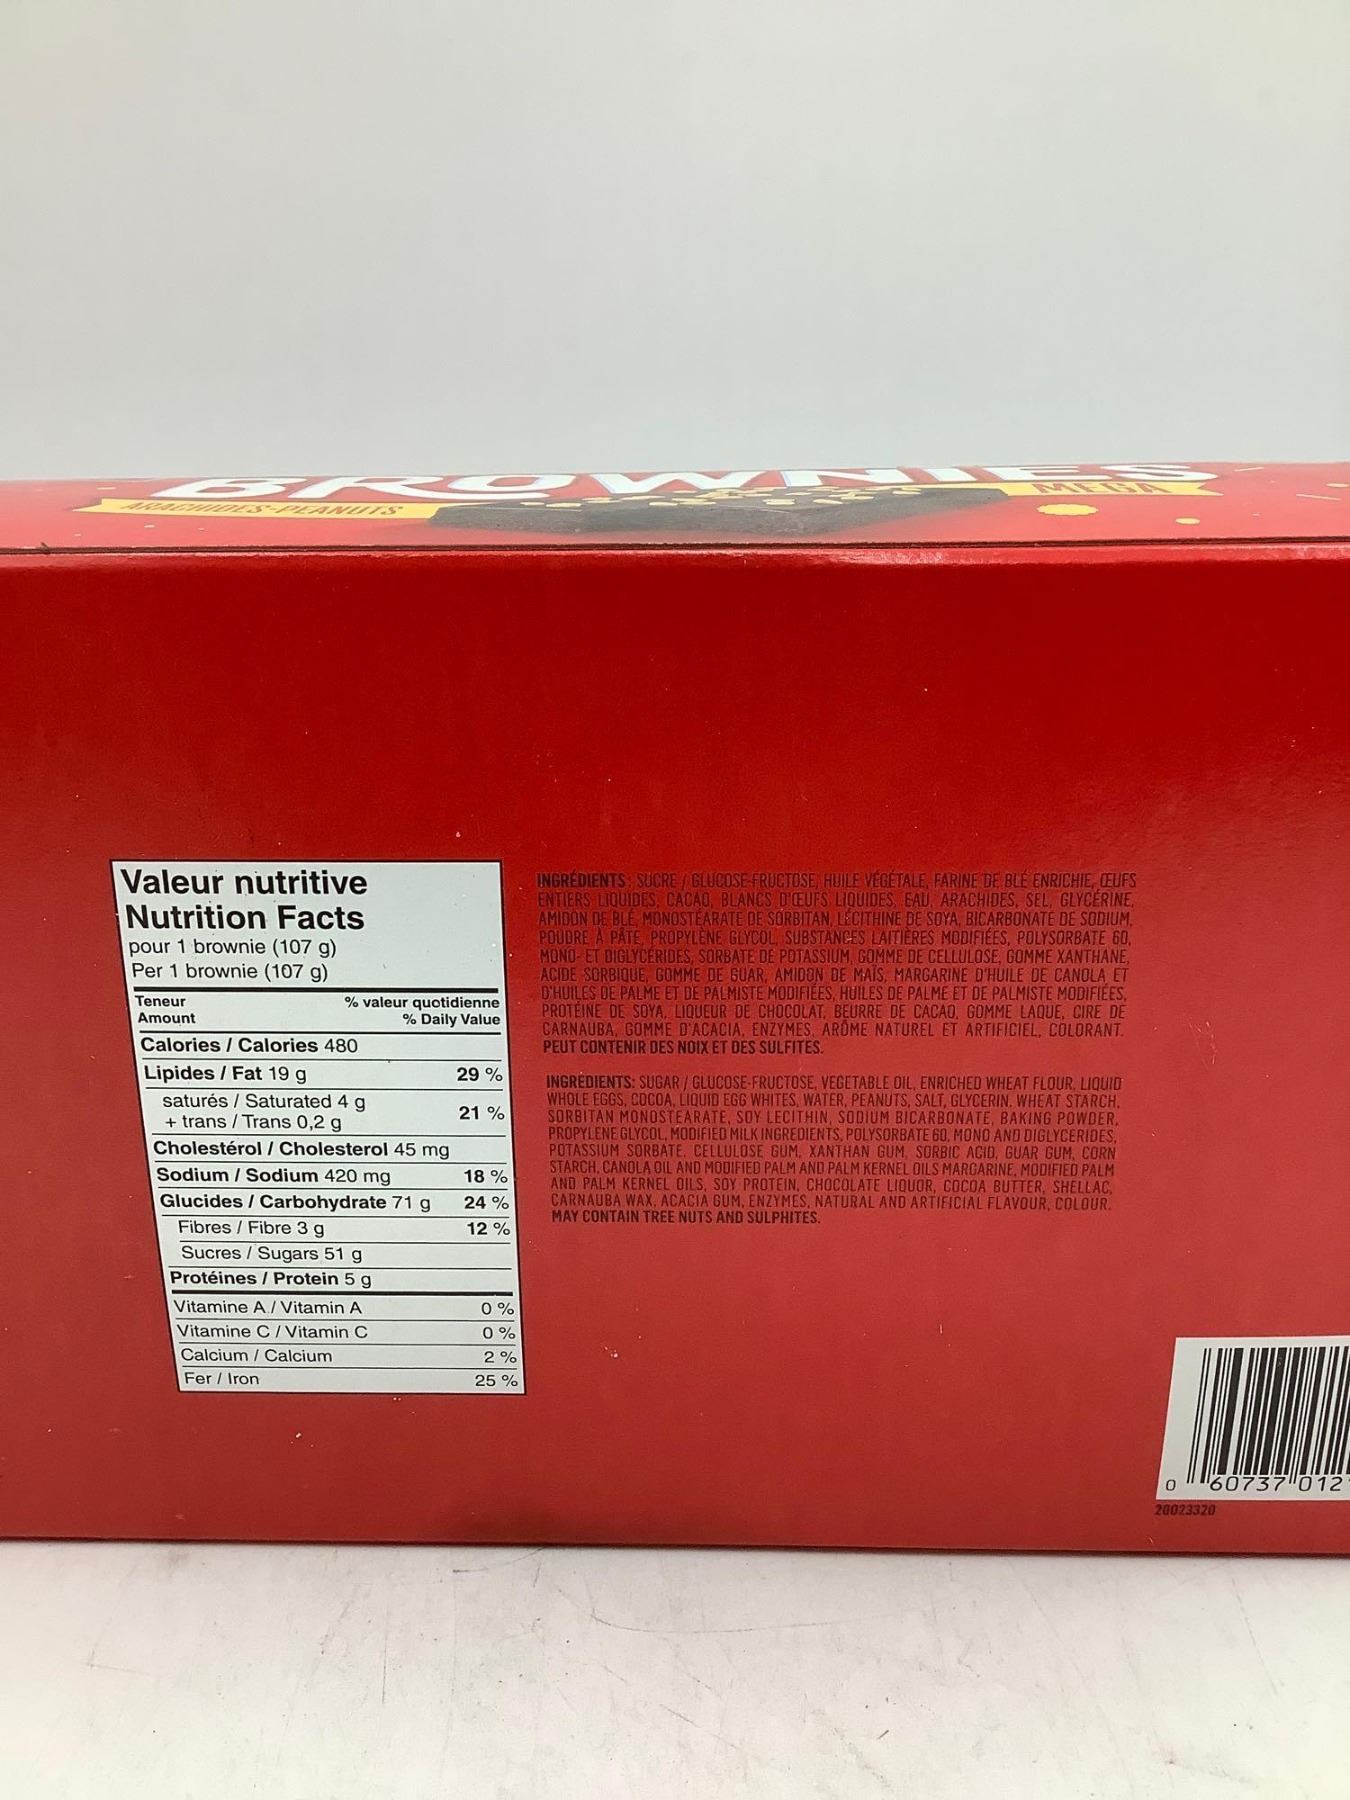 BROWNIES
ARACHIDES-PEANUTS
MEGA
Valeur nutritive
Nutrition Facts
pour 1 brownie (107 g)
Per 1 brownie (107 g)
Teneur % valeur quotidienne
Amount % Daily Value
Calories / Calories 480
Lipides / Fat 19 g 29 %
saturés / Saturated 4 g
+ trans / Trans 0,2 g 21 %
Cholestérol / Cholesterol 45 mg
Sodium / Sodium 420 mg 18 %
Glucides / Carbohydrate 71 g 24 %
Fibres / Fibre 3 g 12 %
Sucres / Sugars 51 g
Protéines / Protein 5 g
Vitamine A / Vitamin A 0 %
Vitamine C / Vitamin C 0 %
Calcium / Calcium 2 %
Fer / Iron 25 %
INGRÉDIENTS: SUCRE / GLUCOSE-FRUCTOSE, HUILE VÉGÉTALE, FARINE DE BLÉ ENRICHIE, ŒUFS
ENTIERS LIQUIDES, CACAO, BLANCS D'ŒUFS LIQUIDES, EAU, ARACHIDES, SEL, GLYCÉRINE,
AMIDON DE BLÉ, MONOSTÉARATE DE SORBITAN, LÉCITHINE DE SOYA, BICARBONATE DE SODIUM,
POUDRE À PÂTE, PROPYLÈNE GLYCOL, SUBSTANCES LAITIÈRES MODIFIÉES, POLYSORBATE 60,
MONO- ET DIGLYCÉRIDES, SORBATE DE POTASSIUM, GOMME DE CELLULOSE, GOMME XANTHANE,
ACIDE SORBIQUE, GOMME DE GUAR, AMIDON DE MAÏS, MARGARINE D'HUILE DE CANOLA ET
D'HUILES DE PALME ET DE PALMISTE MODIFIÉES, HUILES DE PALME ET DE PALMISTE MODIFIÉES,
PROTÉINE DE SOYA, LIQUEUR DE CHOCOLAT, BEURRE DE CACAO, GOMME LAQUE, CIRE DE
CARNAUBA, GOMME D'ACACIA, ENZYMES, ARÔME NATUREL ET ARTIFICIEL, COLORANT.
PEUT CONTENIR DES NOIX ET DES SULFITES.
INGREDIENTS: SUGAR / GLUCOSE-FRUCTOSE, VEGETABLE OIL, ENRICHED WHEAT FLOUR, LIQUID
WHOLE EGGS, COCOA, LIQUID EGG WHITES, WATER, PEANUTS, SALT, GLYCERIN, WHEAT STARCH,
SORBITAN MONOSTEARATE, SOY LECITHIN, SODIUM BICARBONATE, BAKING POWDER,
PROPYLENE GLYCOL, MODIFIED MILK INGREDIENTS, POLYSORBATE 60, MONO AND DIGLYCERIDES,
POTASSIUM SORBATE, CELLULOSE GUM, XANTHAN GUM, SORBIC ACID, GUAR GUM, CORN
STARCH, CANOLA OIL AND MODIFIED PALM AND PALM KERNEL OILS MARGARINE, MODIFIED PALM
AND PALM KERNEL OILS, SOY PROTEIN, CHOCOLATE LIQUOR, COCOA BUTTER, SHELLAC,
CARNAUBA WAX, ACACIA GUM, ENZYMES, NATURAL AND ARTIFICIAL FLAVOUR, COLOUR.
MAY CONTAIN TREE NUTS AND SULPHITES.
0 60737 012
20023320